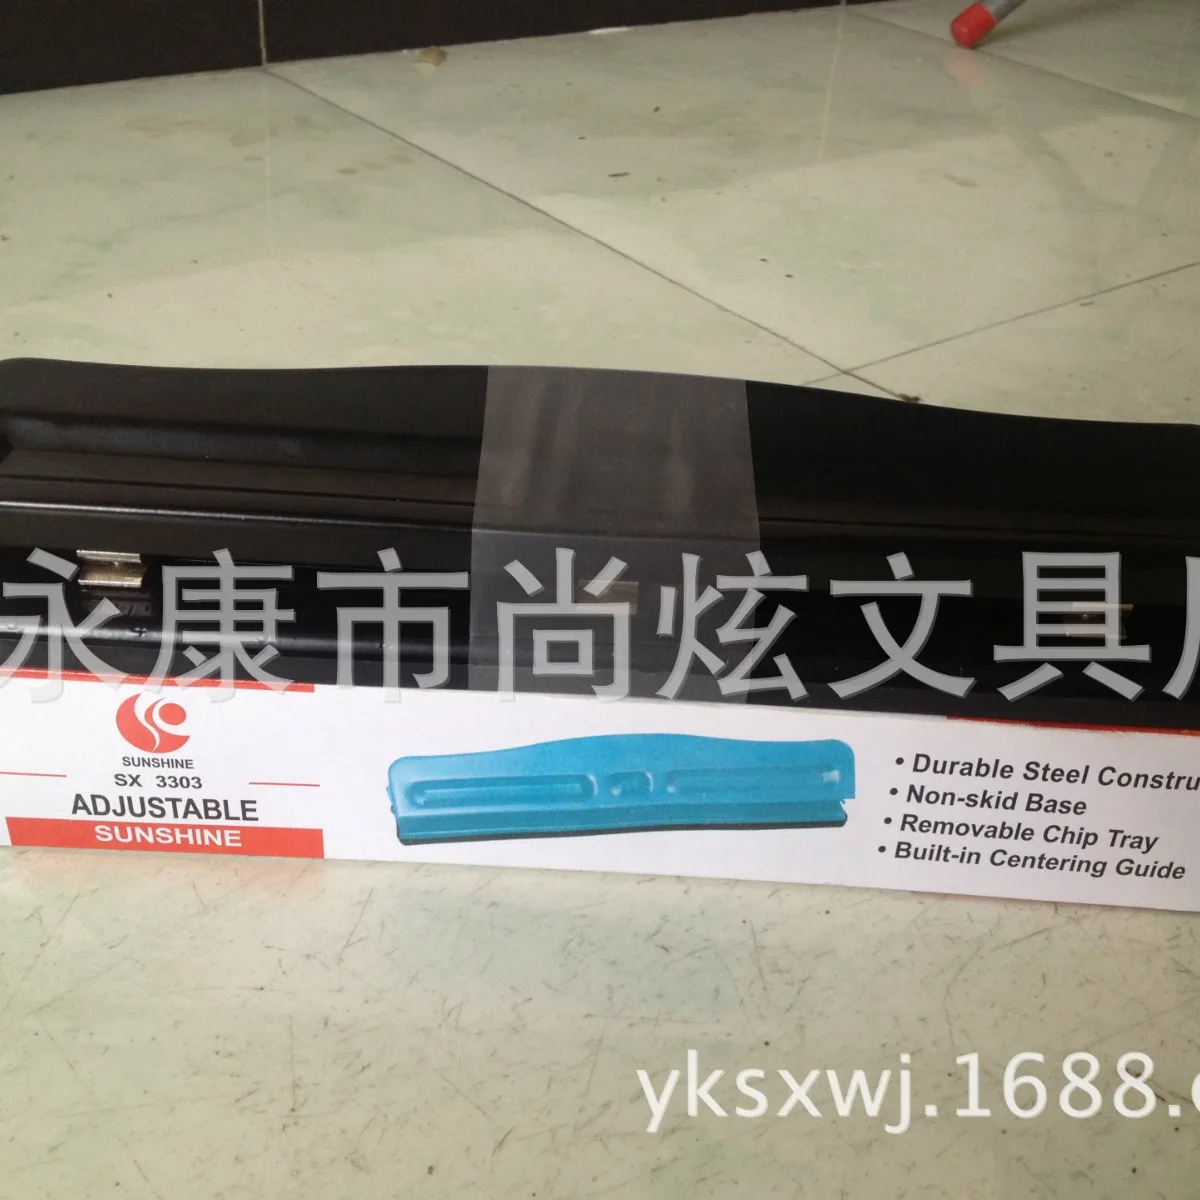 永康市尚炫文具
SUNSHINE
SX 3303
ADJUSTABLE
SUNSHINE
• Durable Steel Constru
• Non-skid Base
• Removable Chip Tray
• Built-in Centering Guide
yksxwj.1688.c